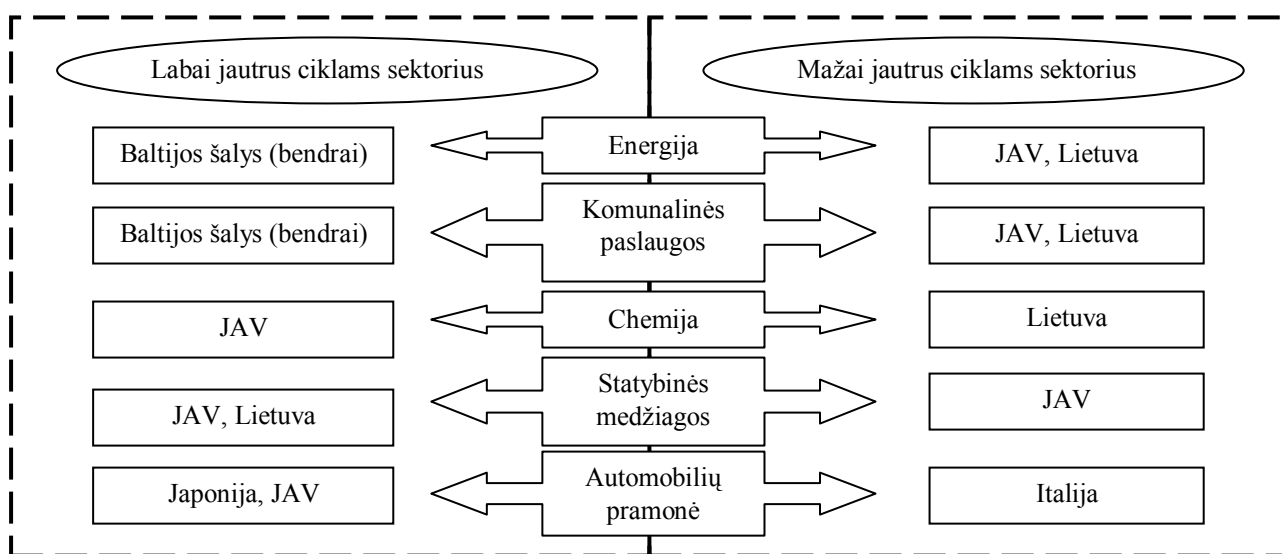 Labai jautrus ciklams sektorius
Mažai jautrus ciklams sektorius
Baltijos šalys (bendrai)
Energija
JAV, Lietuva
Baltijos šalys (bendrai)
Komunalinės
paslaugos
JAV, Lietuva
JAV
Chemija
Lietuva
JAV, Lietuva
Statybinės
medžiagos
JAV
Japonija, JAV
Automobilių
pramonė
Italija